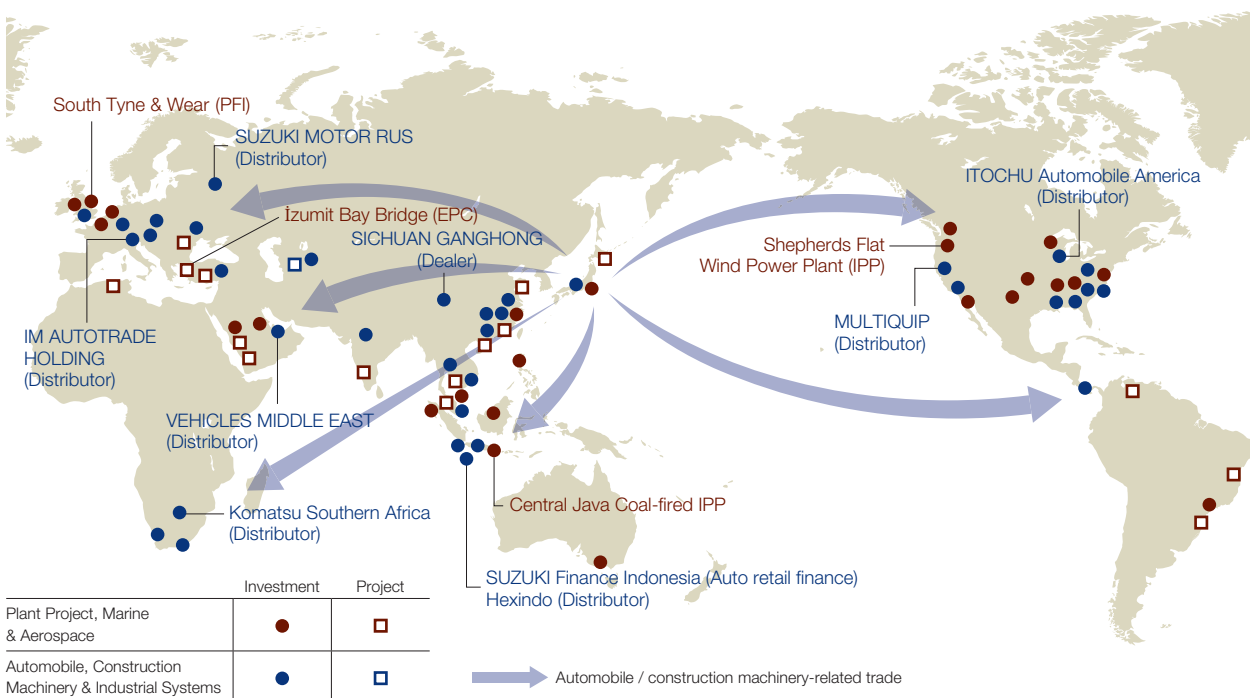 South Tyne & Wear (PFI)
SUZUKI MOTOR RUS
(Distributor)
İzumit Bay Bridge (EPC)
SICHUAN GANGHONG
(Dealer)
ITOCHU Automobile America
(Distributor)
Shepherds Flat
Wind Power Plant (IPP)
MULTIQUIP
(Distributor)
IM AUTOTRADE
HOLDING
(Distributor)
VEHICLES MIDDLE EAST
(Distributor)
Komatsu Southern Africa
(Distributor)
Central Java Coal-fired IPP
SUZUKI Finance Indonesia (Auto retail finance)
Hexindo (Distributor)
Investment
Project
Plant Project, Marine
& Aerospace
Automobile, Construction
Machinery & Industrial Systems
Automobile / construction machinery-related trade